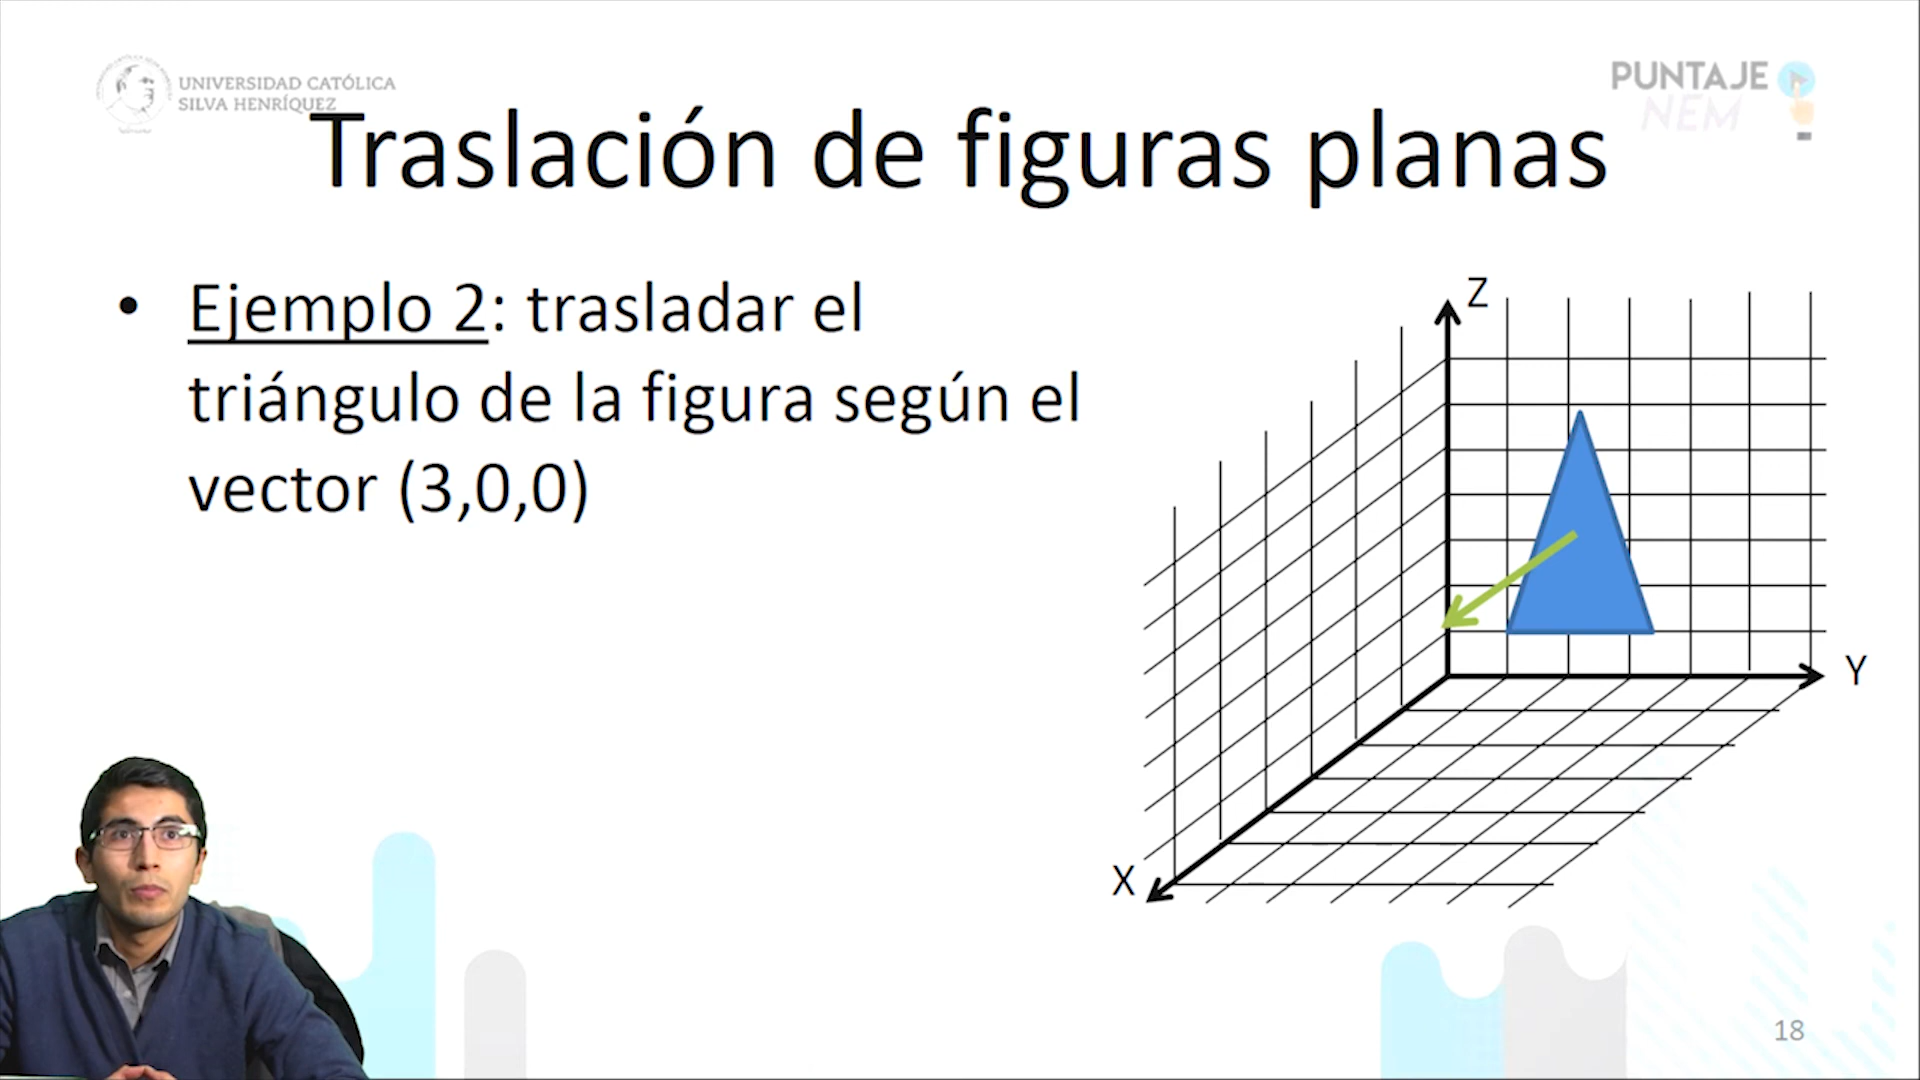 UNIVERSIDAD CATÓLICA
SILVA HENRÍQUEZ
PUNTAJE
NEM
Traslación de figuras planas
• Ejemplo 2: trasladar el
triángulo de la figura según el
vector (3,0,0)
Z
Y
X
18